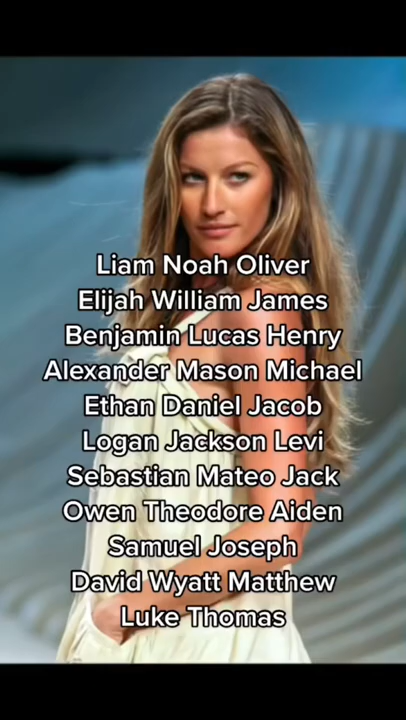 Liam Noah Oliver
Elijah William James
Benjamin Lucas Henry
Alexander Mason Michael
Ethan Daniel Jacob
Logan Jackson Levi
Sebastian Mateo Jack
Owen Theodore Aiden
Samuel Joseph
David Wyatt Matthew
Luke Thomas